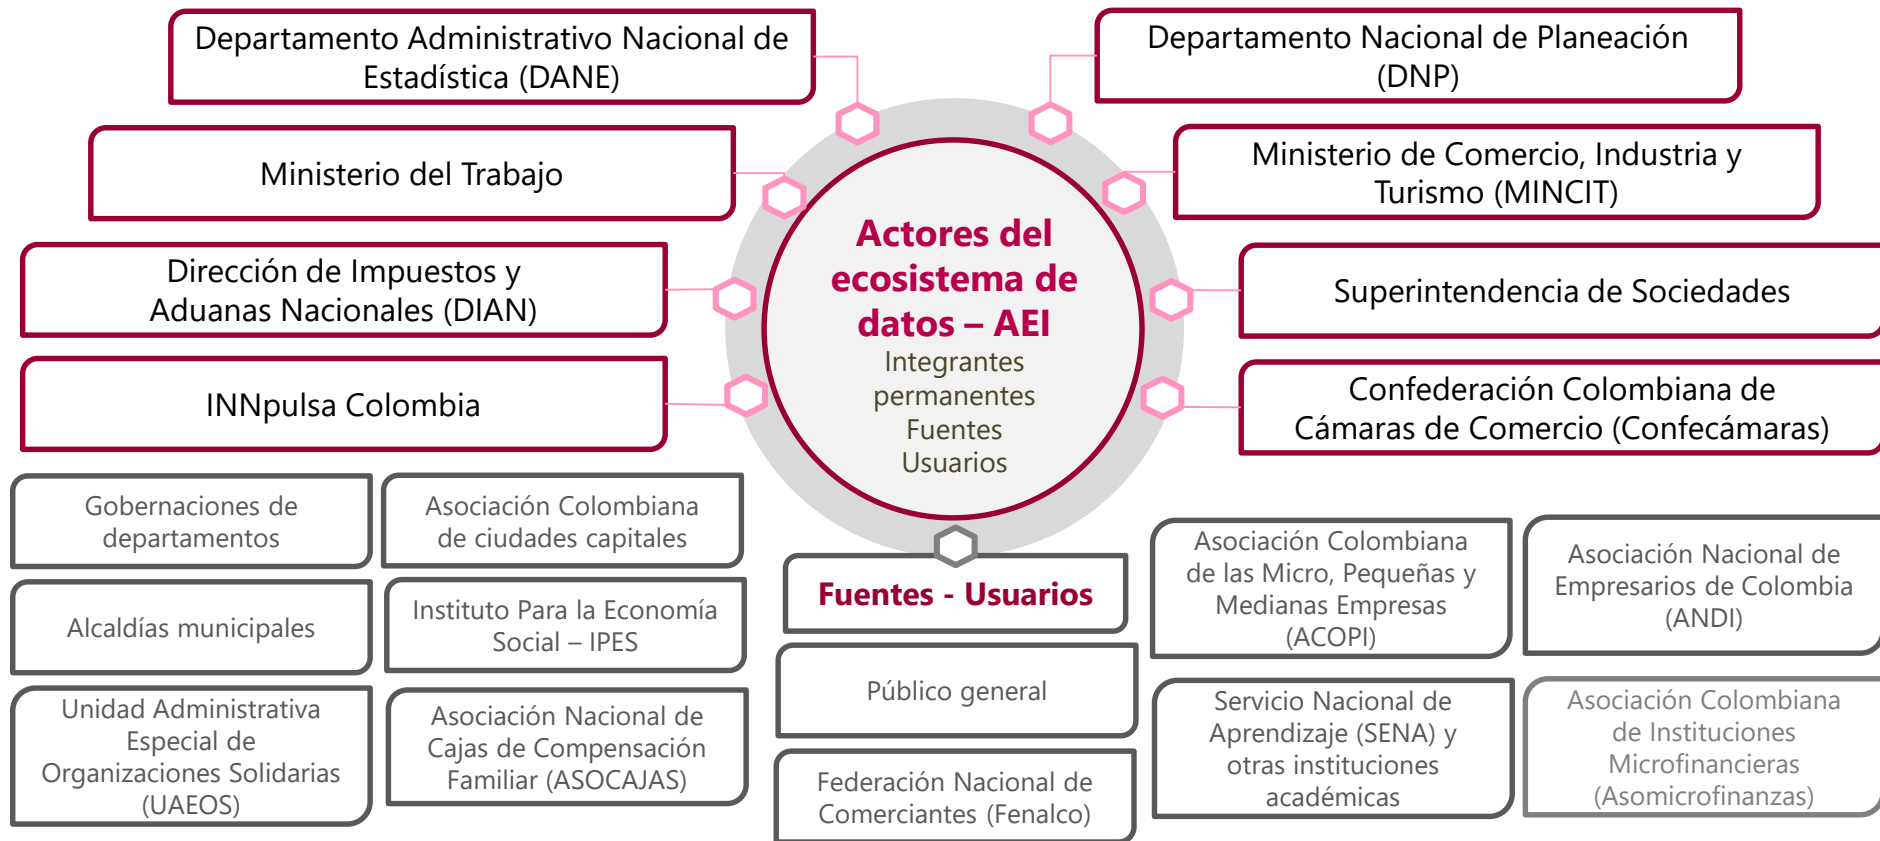 Departamento Administrativo Nacional de
Estadística (DANE)
Departamento Nacional de Planeación
(DNP)
Ministerio del Trabajo
Ministerio de Comercio, Industria y
Turismo (MINCIT)
Dirección de Impuestos y
Aduanas Nacionales (DIAN)
Superintendencia de Sociedades
INNpulsa Colombia
Confederación Colombiana de
Cámaras de Comercio (Confecámaras)
Actores del
ecosistema de
datos – AEI
Integrantes
permanentes
Fuentes
Usuarios
Gobernaciones de
departamentos
Asociación Colombiana
de ciudades capitales
Alcaldías municipales
Instituto Para la Economía
Social – IPES
Unidad Administrativa
Especial de
Organizaciones Solidarias
(UAEOS)
Asociación Nacional de
Cajas de Compensación
Familiar (ASOCAJAS)
Fuentes - Usuarios
Público general
Federación Nacional de
Comerciantes (Fenalco)
Asociación Colombiana
de las Micro, Pequeñas y
Medianas Empresas
(ACOPI)
Asociación Nacional de
Empresarios de Colombia
(ANDI)
Servicio Nacional de
Aprendizaje (SENA) y
otras instituciones
académicas
Asociación Colombiana
de Instituciones
Microfinancieras
(Asomicrofinanzas)